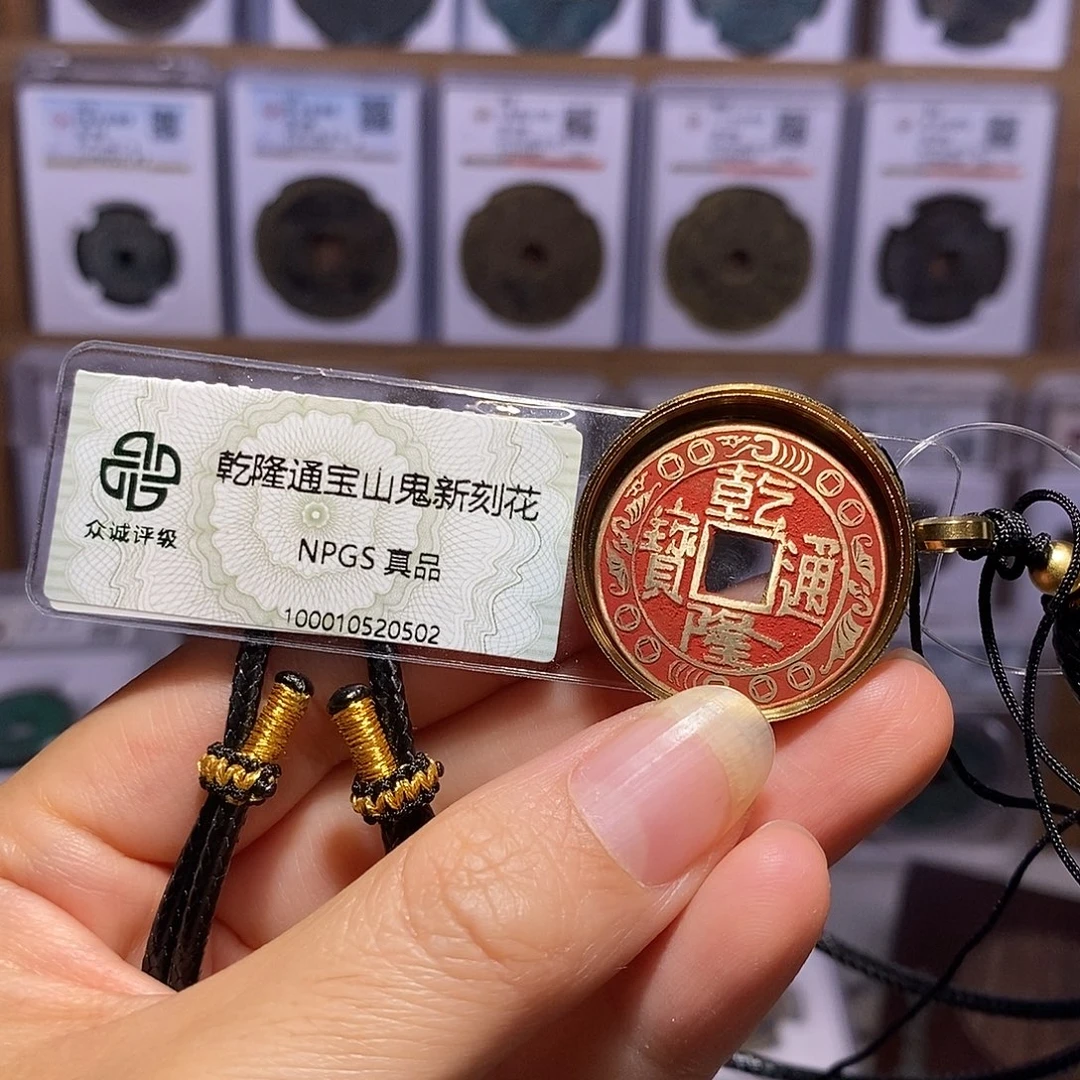 乾隆通宝山鬼新刻花
众诚评级
NPGS 真品
100010520502
乾隆通寶